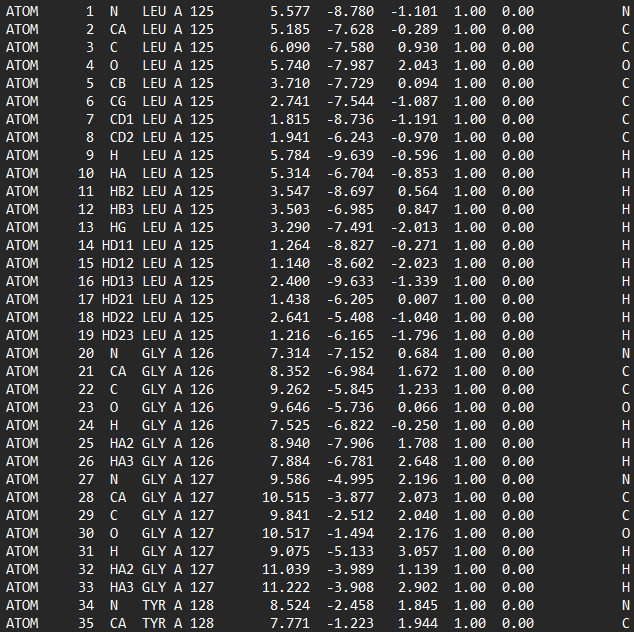 ATOM      1  N   LEU A 125       5.577  -8.780  -1.101  1.00  0.00           N
ATOM      2  CA  LEU A 125       5.185  -7.628  -0.289  1.00  0.00           C
ATOM      3  C   LEU A 125       6.090  -7.580   0.930  1.00  0.00           C
ATOM      4  O   LEU A 125       5.740  -7.987   2.043  1.00  0.00           O
ATOM      5  CB  LEU A 125       3.710  -7.729   0.094  1.00  0.00           C
ATOM      6  CG  LEU A 125       2.741  -7.544  -1.087  1.00  0.00           C
ATOM      7  CD1 LEU A 125       1.815  -8.736  -1.191  1.00  0.00           C
ATOM      8  CD2 LEU A 125       1.941  -6.243  -0.970  1.00  0.00           C
ATOM      9  H   LEU A 125       5.784  -9.639  -0.596  1.00  0.00           H
ATOM     10  HA  LEU A 125       5.314  -6.704  -0.853  1.00  0.00           H
ATOM     11  HB2 LEU A 125       3.547  -8.697   0.564  1.00  0.00           H
ATOM     12  HB3 LEU A 125       3.503  -6.985   0.847  1.00  0.00           H
ATOM     13  HG  LEU A 125       3.290  -7.491  -2.013  1.00  0.00           H
ATOM     14 HD11 LEU A 125       1.264  -8.827  -0.271  1.00  0.00           H
ATOM     15 HD12 LEU A 125       1.140  -8.602  -2.023  1.00  0.00           H
ATOM     16 HD13 LEU A 125       2.400  -9.633  -1.339  1.00  0.00           H
ATOM     17 HD21 LEU A 125       1.438  -6.205   0.007  1.00  0.00           H
ATOM     18 HD22 LEU A 125       2.641  -5.408  -1.040  1.00  0.00           H
ATOM     19 HD23 LEU A 125       1.216  -6.165  -1.796  1.00  0.00           H
ATOM     20  N   GLY A 126       7.314  -7.152   0.684  1.00  0.00           N
ATOM     21  CA  GLY A 126       8.352  -6.984   1.672  1.00  0.00           C
ATOM     22  C   GLY A 126       9.262  -5.845   1.233  1.00  0.00           C
ATOM     23  O   GLY A 126       9.646  -5.736   0.066  1.00  0.00           O
ATOM     24  H   GLY A 126       7.525  -6.822  -0.250  1.00  0.00           H
ATOM     25  HA2 GLY A 126       8.940  -7.906   1.708  1.00  0.00           H
ATOM     26  HA3 GLY A 126       7.884  -6.781   2.648  1.00  0.00           H
ATOM     27  N   GLY A 127       9.586  -4.995   2.196  1.00  0.00           N
ATOM     28  CA  GLY A 127      10.515  -3.877   2.073  1.00  0.00           C
ATOM     29  C   GLY A 127       9.841  -2.512   2.040  1.00  0.00           C
ATOM     30  O   GLY A 127      10.517  -1.494   2.176  1.00  0.00           O
ATOM     31  H   GLY A 127       9.075  -5.133   3.057  1.00  0.00           H
ATOM     32  HA2 GLY A 127      11.039  -3.989   1.139  1.00  0.00           H
ATOM     33  HA3 GLY A 127      11.222  -3.908   2.902  1.00  0.00           H
ATOM     34  N   TYR A 128       8.524  -2.458   1.845  1.00  0.00           N
ATOM     35  CA  TYR A 128       7.771  -1.223   1.944  1.00  0.00           C